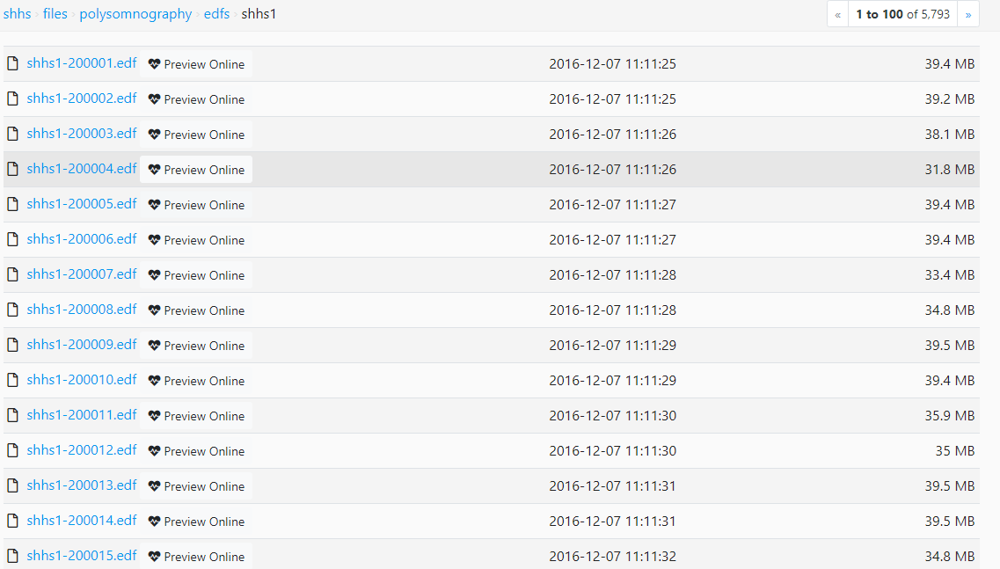 shhs › files › polysomnography › edfs › shhs1 « 1 to 100 of 5,793 »
shhs1-200001.edf Preview Online 2016-12-07 11:11:25 39.4 MB
shhs1-200002.edf Preview Online 2016-12-07 11:11:25 39.2 MB
shhs1-200003.edf Preview Online 2016-12-07 11:11:26 38.1 MB
shhs1-200004.edf Preview Online 2016-12-07 11:11:26 31.8 MB
shhs1-200005.edf Preview Online 2016-12-07 11:11:27 39.4 MB
shhs1-200006.edf Preview Online 2016-12-07 11:11:27 39.4 MB
shhs1-200007.edf Preview Online 2016-12-07 11:11:28 33.4 MB
shhs1-200008.edf Preview Online 2016-12-07 11:11:28 34.8 MB
shhs1-200009.edf Preview Online 2016-12-07 11:11:29 39.5 MB
shhs1-200010.edf Preview Online 2016-12-07 11:11:29 39.4 MB
shhs1-200011.edf Preview Online 2016-12-07 11:11:30 35.9 MB
shhs1-200012.edf Preview Online 2016-12-07 11:11:30 35 MB
shhs1-200013.edf Preview Online 2016-12-07 11:11:31 39.5 MB
shhs1-200014.edf Preview Online 2016-12-07 11:11:31 39.5 MB
shhs1-200015.edf Preview Online 2016-12-07 11:11:32 34.8 MB